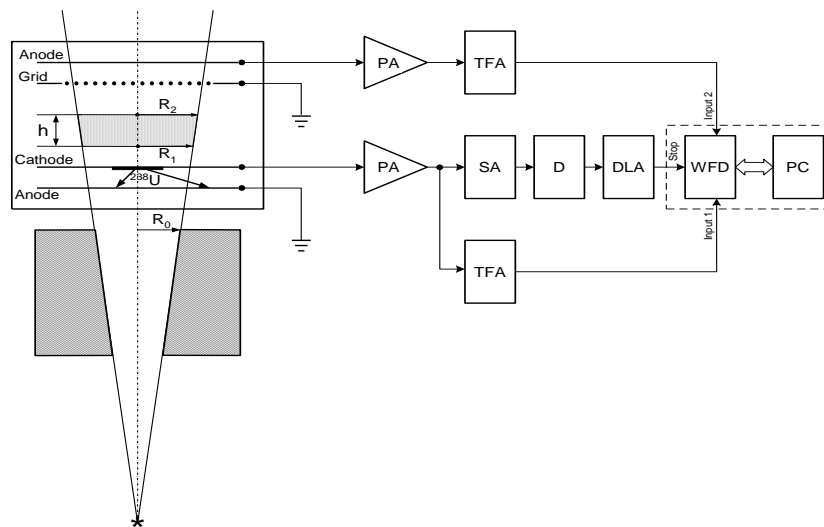 Anode
Grid
R2
h
R1
Cathode
238U
Anode
R0
*
PA
TFA
Input 2
PA
SA
D
DLA
Stop
WFD
PC
Input 1
TFA